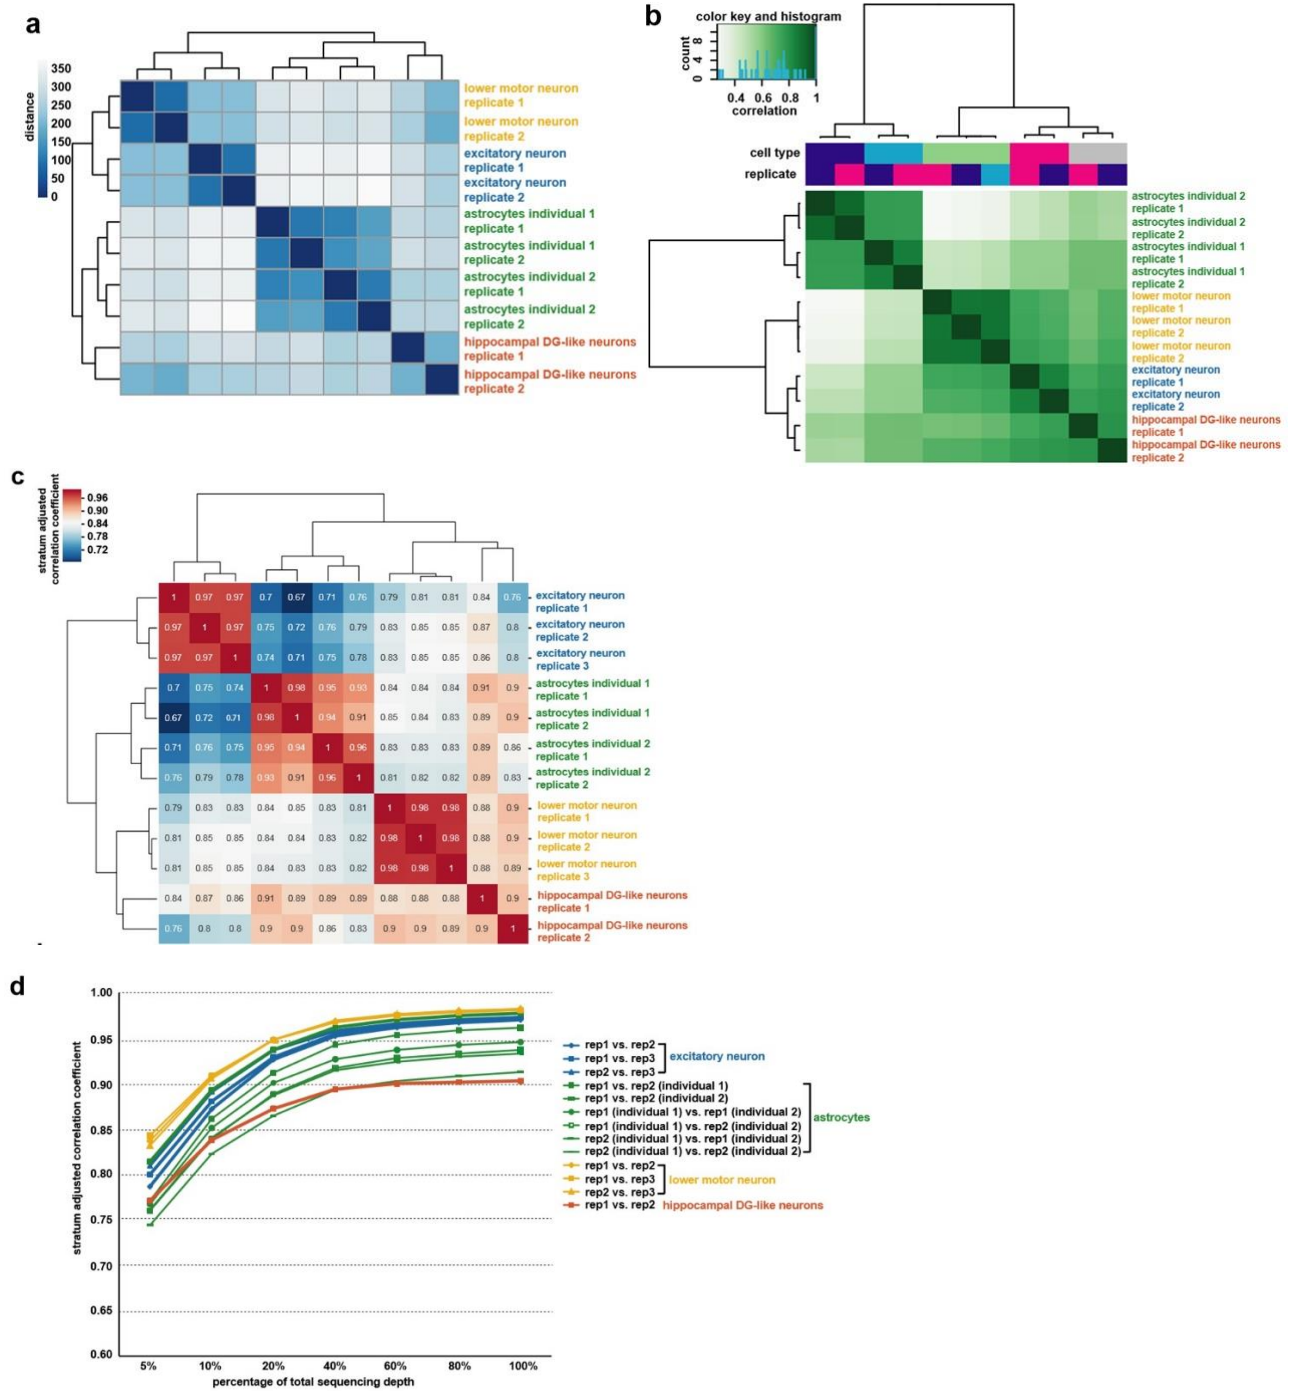 a
350
300
250
200
150
100
50
0
distance
lower motor neuron
replicate 1
lower motor neuron
replicate 2
excitatory neuron
replicate 1
excitatory neuron
replicate 2
astrocytes individual 1
replicate 1
astrocytes individual 1
replicate 2
astrocytes individual 2
replicate 1
astrocytes individual 2
replicate 2
hippocampal DG-like neurons
replicate 1
hippocampal DG-like neurons
replicate 2
b
color key and histogram
count
8
4
0
0.4 0.6 0.8 1
correlation
cell type
replicate
astrocytes individual 2
replicate 1
astrocytes individual 2
replicate 2
astrocytes individual 1
replicate 1
astrocytes individual 1
replicate 2
lower motor neuron
replicate 1
lower motor neuron
replicate 2
lower motor neuron
replicate 2
excitatory neuron
replicate 1
excitatory neuron
replicate 2
hippocampal DG-like neurons
replicate 1
hippocampal DG-like neurons
replicate 2
c
stratum adjusted
correlation coefficient
0.96
0.90
0.84
0.78
0.72
1 0.97 0.97 0.7 0.67 0.71 0.76 0.79 0.81 0.81 0.84 0.76
excitatory neuron
replicate 1
0.97 1 0.97 0.75 0.72 0.76 0.79 0.83 0.85 0.85 0.87 0.8
excitatory neuron
replicate 2
0.97 0.97 1 0.74 0.71 0.75 0.78 0.83 0.85 0.85 0.86 0.8
excitatory neuron
replicate 3
0.7 0.75 0.74 1 0.98 0.95 0.93 0.84 0.84 0.84 0.91 0.9
astrocytes individual 1
replicate 1
0.67 0.72 0.71 0.98 1 0.94 0.91 0.85 0.84 0.83 0.89 0.9
astrocytes individual 1
replicate 2
0.71 0.76 0.75 0.95 0.94 1 0.96 0.83 0.83 0.83 0.89 0.86
astrocytes individual 2
replicate 1
0.76 0.79 0.78 0.93 0.91 0.96 1 0.81 0.82 0.82 0.89 0.83
astrocytes individual 2
replicate 2
0.79 0.83 0.83 0.84 0.85 0.83 0.81 1 0.98 0.98 0.88 0.9
lower motor neuron
replicate 1
0.81 0.85 0.85 0.84 0.84 0.83 0.82 0.98 1 0.98 0.88 0.9
lower motor neuron
replicate 2
0.81 0.85 0.85 0.84 0.83 0.83 0.82 0.98 0.98 1 0.88 0.89
lower motor neuron
replicate 3
0.84 0.87 0.86 0.91 0.89 0.89 0.89 0.88 0.88 0.88 1 0.9
hippocampal DG-like neurons
replicate 1
0.76 0.8 0.8 0.9 0.9 0.86 0.83 0.9 0.9 0.89 0.9 1
hippocampal DG-like neurons
replicate 2
d
stratum adjusted correlation coefficient
1.00
0.95
0.90
0.85
0.80
0.75
0.70
0.65
0.60
5% 10% 20% 40% 60% 80% 100%
percentage of total sequencing depth
rep1 vs. rep2
rep1 vs. rep3
rep2 vs. rep3
excitatory neuron
rep1 vs. rep2 (individual 1)
rep1 vs. rep2 (individual 2)
rep1 (individual 1) vs. rep1 (individual 2)
rep1 (individual 1) vs. rep2 (individual 2)
rep2 (individual 1) vs. rep1 (individual 2)
rep2 (individual 1) vs. rep2 (individual 2)
astrocytes
rep1 vs. rep2
rep1 vs. rep3
rep2 vs. rep3
lower motor neuron
rep1 vs. rep2 hippocampal DG-like neurons